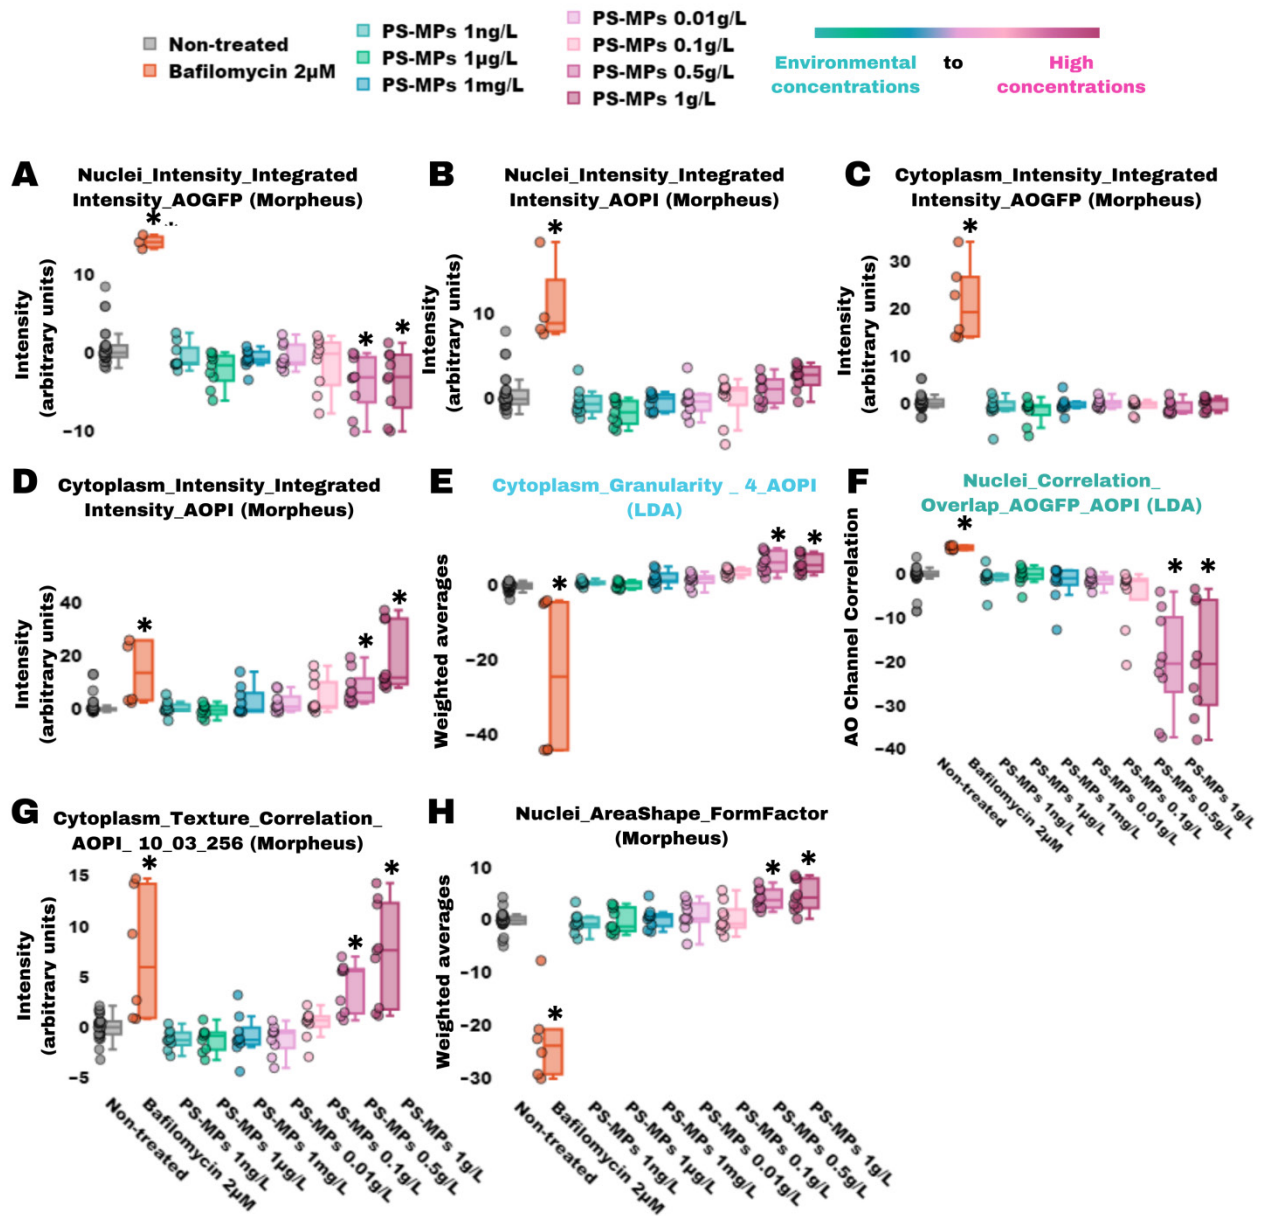 Non-treated
Bafilomycin 2µM
PS-MPs 1ng/L
PS-MPs 1µg/L
PS-MPs 1mg/L
PS-MPs 0.01g/L
PS-MPs 0.1g/L
PS-MPs 0.5g/L
PS-MPs 1g/L
Environmental concentrations
to
High concentrations
A
Nuclei_Intensity_Integrated
Intensity_AOGFP (Morpheus)
Intensity
(arbitrary units)
10
0
−10
*
*
*
B
Nuclei_Intensity_Integrated
Intensity_AOPI (Morpheus)
Intensity
(arbitrary units)
10
0
*
C
Cytoplasm_Intensity_Integrated
Intensity_AOGFP (Morpheus)
Intensity
(arbitrary units)
30
20
10
0
*
D
Cytoplasm_Intensity_Integrated
Intensity_AOPI (Morpheus)
Intensity
(arbitrary units)
40
20
0
*
*
*
E
Cytoplasm_Granularity _ 4_AOPI
(LDA)
Weighted averages
0
−20
−40
*
*
*
F
Nuclei_Correlation_
Overlap_AOGFP_AOPI (LDA)
AO Channel Correlation
0
−10
−20
−30
−40
*
*
*
Non-treated
Bafilomycin 2µM
PS-MPs 1ng/L
PS-MPs 1µg/L
PS-MPs 1mg/L
PS-MPs 0.01g/L
PS-MPs 0.1g/L
PS-MPs 0.5g/L
PS-MPs 1g/L
G
Cytoplasm_Texture_Correlation_
AOPI_ 10_03_256 (Morpheus)
Intensity
(arbitrary units)
15
10
5
0
−5
*
*
*
Non-treated
Bafilomycin 2µM
PS-MPs 1ng/L
PS-MPs 1µg/L
PS-MPs 1mg/L
PS-MPs 0.01g/L
PS-MPs 0.1g/L
PS-MPs 0.5g/L
PS-MPs 1g/L
H
Nuclei_AreaShape_FormFactor
(Morpheus)
Weighted averages
10
0
−10
−20
−30
*
*
*
Non-treated
Bafilomycin 2µM
PS-MPs 1ng/L
PS-MPs 1µg/L
PS-MPs 1mg/L
PS-MPs 0.01g/L
PS-MPs 0.1g/L
PS-MPs 0.5g/L
PS-MPs 1g/L